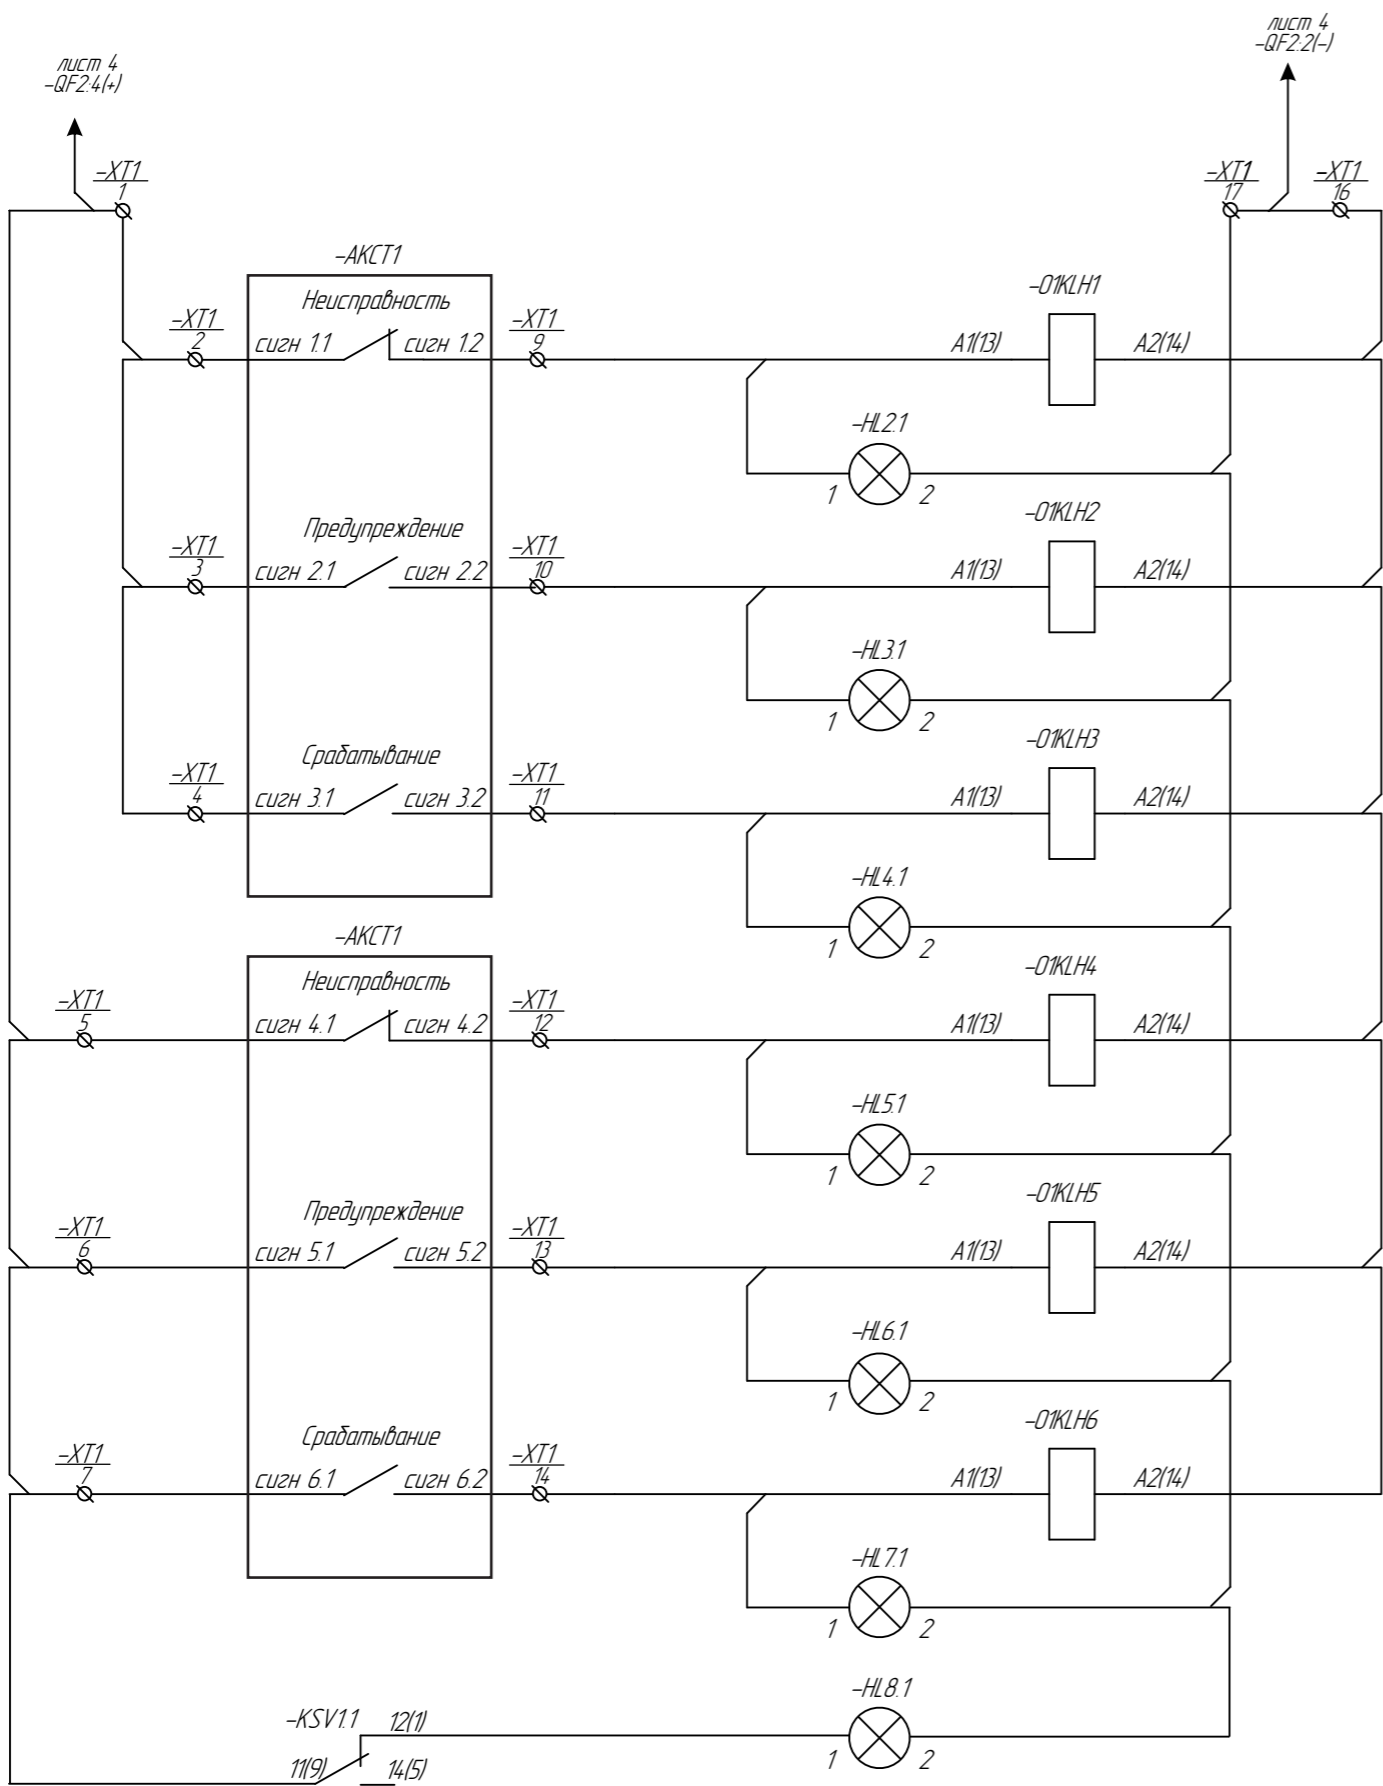 лист 4
-QF2:4(+)
лист 4
-QF2:2(-)
-XT1
1
-XT1
17
-XT1
16
-АКСТ1
Неисправность
-XT1
2
сигн 1.1
сигн 1.2
-XT1
9
A1(13)
-01KLH1
A2(14)
-HL2.1
1
2
Предупреждение
-XT1
3
сигн 2.1
сигн 2.2
-XT1
10
A1(13)
-01KLH2
A2(14)
-HL3.1
1
2
Срабатывание
-XT1
4
сигн 3.1
сигн 3.2
-XT1
11
A1(13)
-01KLH3
A2(14)
-HL4.1
1
2
-АКСТ1
Неисправность
-XT1
5
сигн 4.1
сигн 4.2
-XT1
12
A1(13)
-01KLH4
A2(14)
-HL5.1
1
2
Предупреждение
-XT1
6
сигн 5.1
сигн 5.2
-XT1
13
A1(13)
-01KLH5
A2(14)
-HL6.1
1
2
Срабатывание
-XT1
7
сигн 6.1
сигн 6.2
-XT1
14
A1(13)
-01KLH6
A2(14)
-HL7.1
1
2
-KSV1.1
12(1)
11(9)
14(5)
-HL8.1
1
2